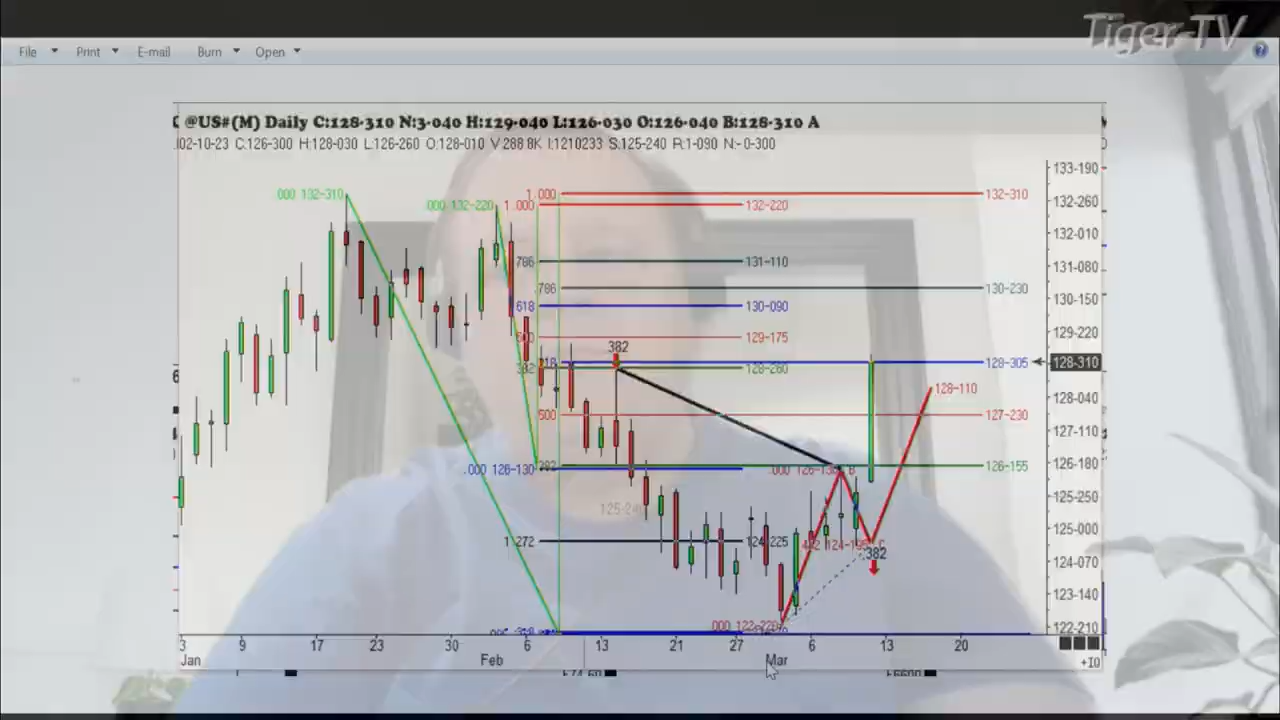 Tiger-TV
File Print E-mail Burn Open
@US#(M) Daily C:128-310 N:3-040 H:129-040 L:126-030 O:126-040 B:128-310 A
02-10-23 C:126-300 H:128-030 L:126-260 O:128-010 V:288.8K I:1210233 S:125-240 R:1-090 N:-0-300
133-190
000 132-310 000 132-220 1.000 132-310 132-260
1.000 132-220
132-010
786 131-110 131-080
786 130-230
618 130-090 130-150
129-220
129-175
382
128-305 128-310
382 128-280
128-110 128-040
500 127-230
127-110
.000 126-130 382 .000 B 126-155 126-180
125-250
125-240
125-000
1.272 124-225 C
382 124-070
123-140
000 122-220 122-210
3 9 17 23 30 6 13 21 27 6 13 20
Jan Feb Mar +10